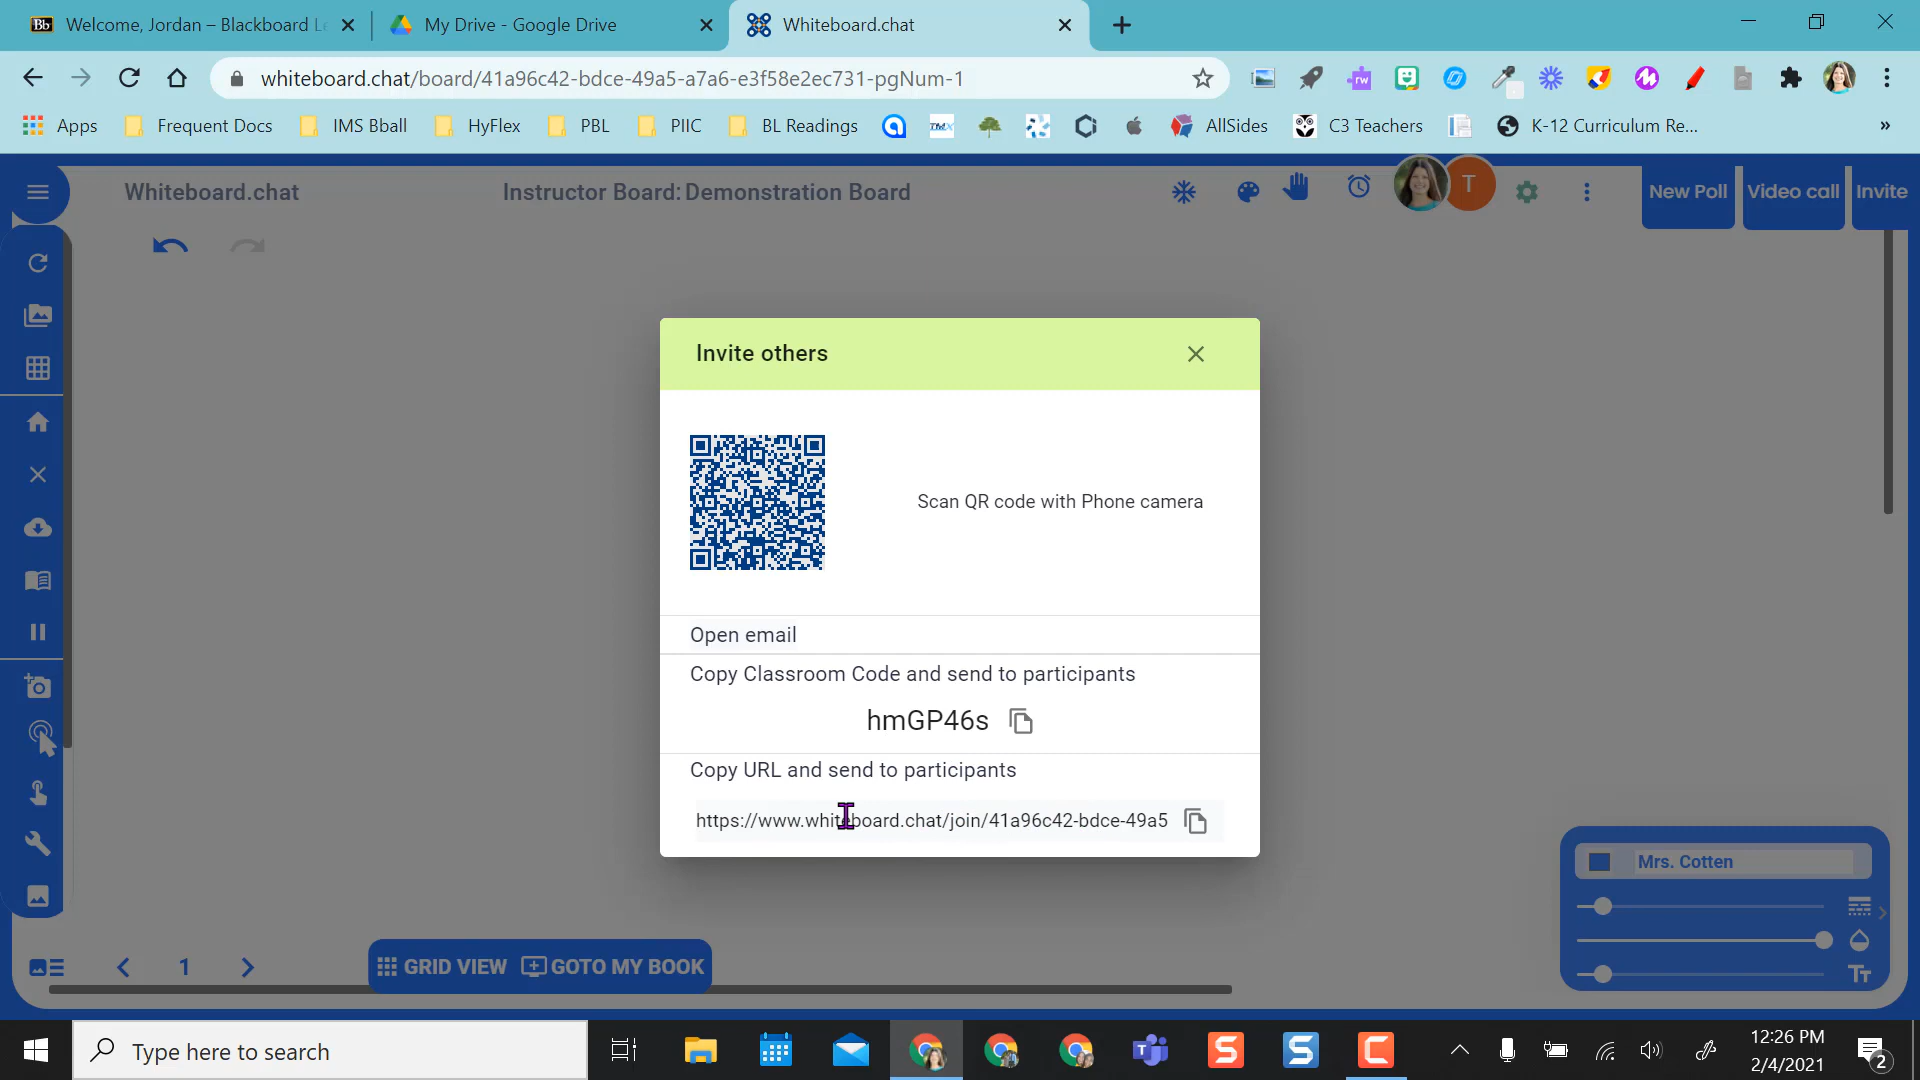 Welcome, Jordan – Blackboard Le
My Drive - Google Drive
Whiteboard.chat
whiteboard.chat/board/41a96c42-bdce-49a5-a7a6-e3f58e2ec731-pgNum-1
Apps
Frequent Docs
IMS Bball
HyFlex
PBL
PIIC
BL Readings
AllSides
C3 Teachers
K-12 Curriculum Re...
Whiteboard.chat
Instructor Board: Demonstration Board
T
New Poll
Video call
Invite
Invite others
Scan QR code with Phone camera
Open email
Copy Classroom Code and send to participants
hmGP46s
Copy URL and send to participants
https://www.whiteboard.chat/join/41a96c42-bdce-49a5
Mrs. Cotten
1
GRID VIEW
GOTO MY BOOK
Type here to search
12:26 PM
2/4/2021
2